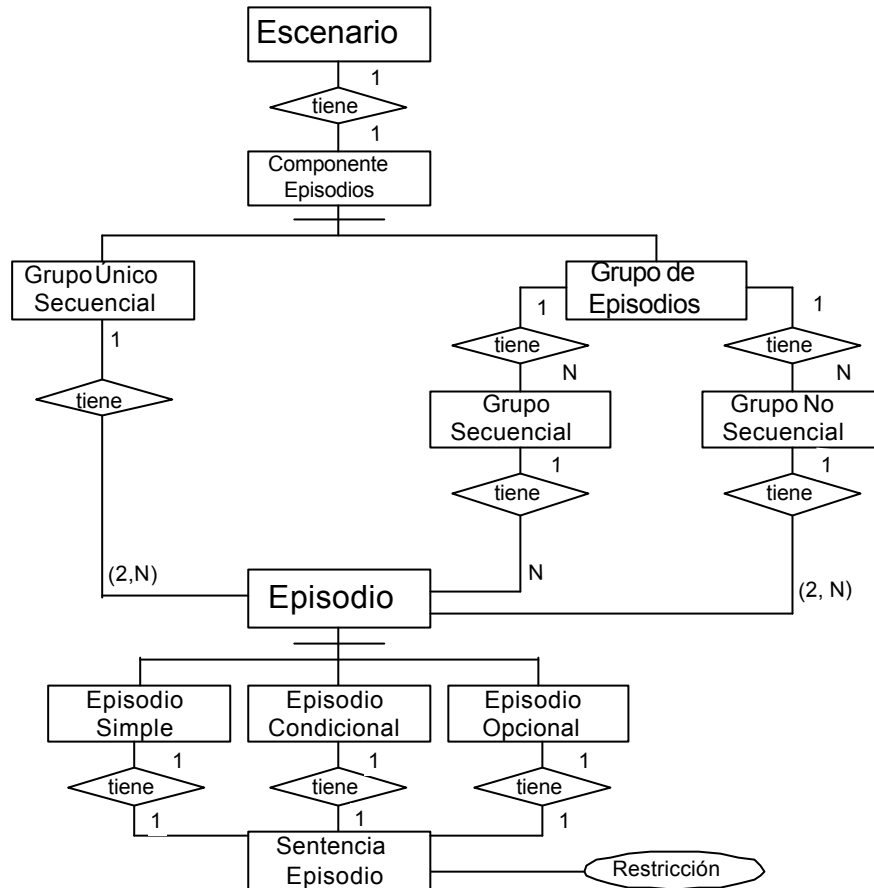 Escenario
1
tiene
1
Componente
Episodios
Grupo Único
Secuencial
Grupo de
Episodios
1
1
1
tiene
tiene
N
N
tiene
Grupo
Secuencial
Grupo No
Secuencial
1
1
tiene
tiene
(2,N)
N
(2, N)
Episodio
Episodio
Simple
Episodio
Condicional
Episodio
Opcional
1
1
1
tiene
tiene
tiene
1
1
1
Sentencia
Episodio
Restricción